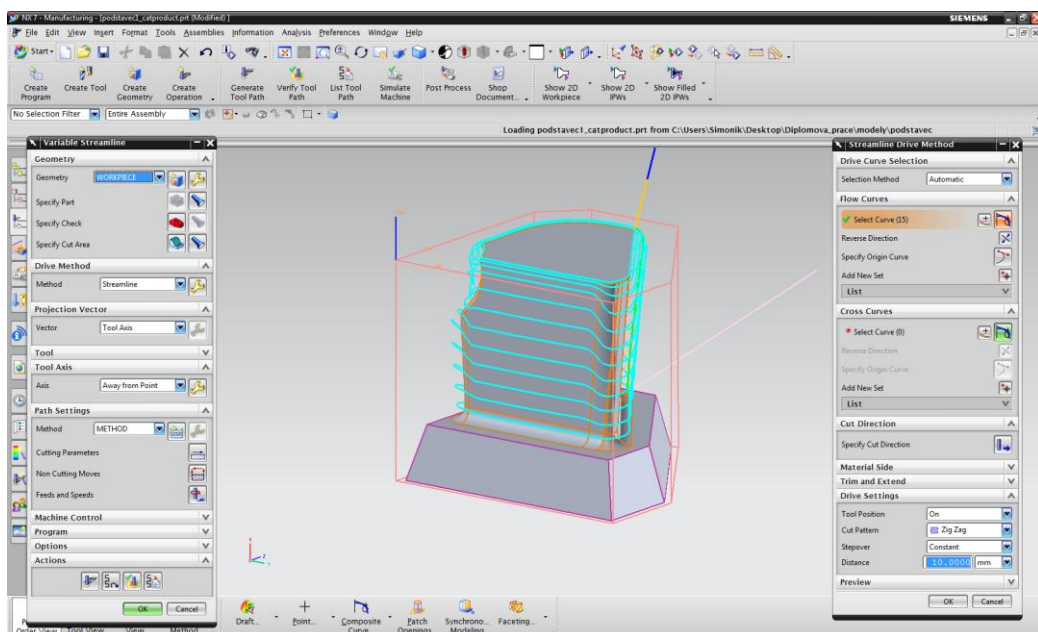 NX 7 - Manufacturing - [podstavec1_catproduct.prt (Modified) ]
SIEMENS
File Edit View Insert Format Tools Assemblies Information Analysis Preferences Window Help
Start
Create Program
Create Tool
Create Geometry
Create Operation
Generate Tool Path
Verify Tool Path
List Tool Path
Simulate Machine
Post Process
Shop Document...
Show 2D Workpiece
Show 2D IPWs
Show Filled 2D IPWs
No Selection Filter
Entire Assembly
Loading podstavec1_catproduct.prt from C:\Users\Simonik\Desktop\Diplomova_prace\modely\podstavec
Variable Streamline
Geometry
Geometry WORKPIECE
Specify Part
Specify Check
Specify Cut Area
Drive Method
Method Streamline
Projection Vector
Vector Tool Axis
Tool
Tool Axis
Axis Away from Point
Path Settings
Method METHOD
Cutting Parameters
Non Cutting Moves
Feeds and Speeds
Machine Control
Program
Options
Actions
OK Cancel
Streamline Drive Method
Drive Curve Selection
Selection Method Automatic
Flow Curves
Select Curve (15)
Reverse Direction
Specify Origin Curve
Add New Set
List
Cross Curves
* Select Curve (0)
Reverse Direction
Specify Origin Curve
Add New Set
List
Cut Direction
Specify Cut Direction
Material Side
Trim and Extend
Drive Settings
Tool Position On
Cut Pattern Zig Zag
Stepover Constant
Distance 10.0000 mm
Preview
OK Cancel
Draft...
Point...
Composite Curve
Patch Openings
Synchrono... Modeling
Faceting...
Order View Tool View View Method